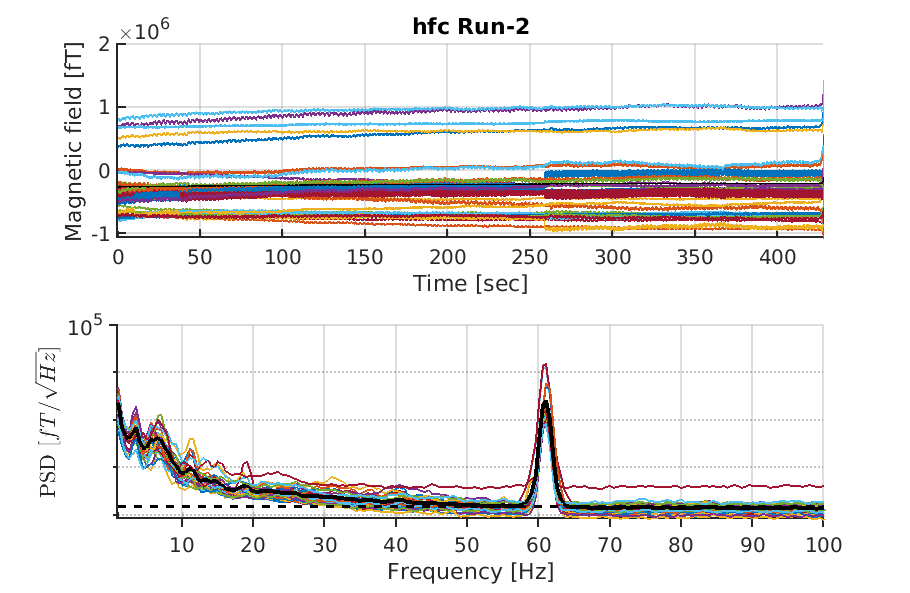 hfc Run-2
×10^6
Magnetic field [fT]
2
1
0
-1
0 50 100 150 200 250 300 350 400
Time [sec]
PSD [fT/√Hz]
10^5
10 20 30 40 50 60 70 80 90 100
Frequency [Hz]